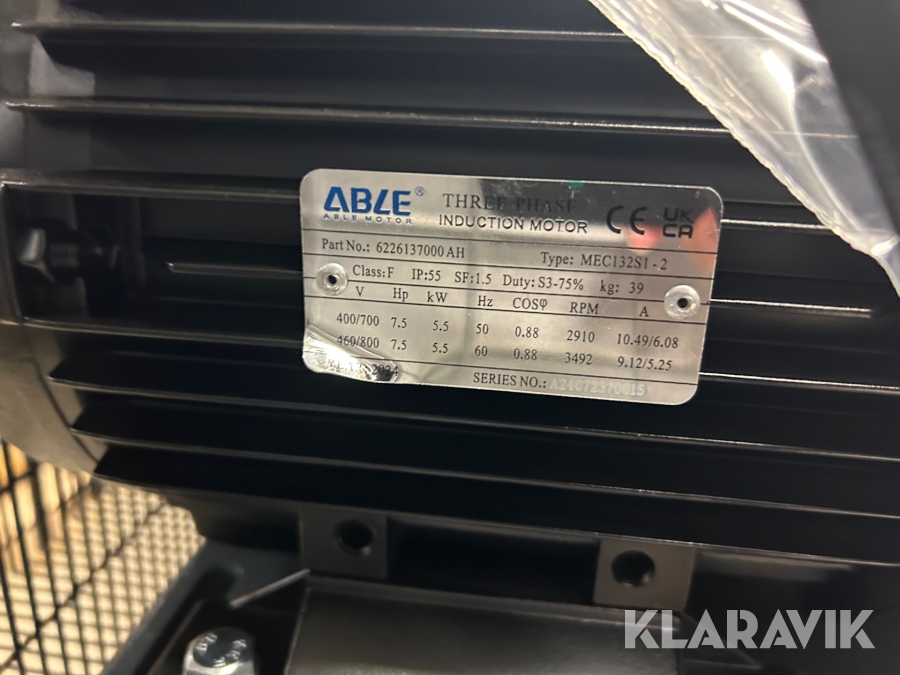 ABLE®
ABLE MOTOR
THREE PHASE
INDUCTION MOTOR
CE
UK
CA
Part No.: 6226137000 AH Type: MEC132S1-2
Class: F IP:55 SF:1.5 Duty: S3-75% kg: 39
V Hp kW Hz COSφ RPM A
400/700 7.5 5.5 50 0.88 2910 10.49/6.08
460/800 7.5 5.5 60 0.88 3492 9.12/5.25
SERIES NO.: A24072370015
KLARAVIK